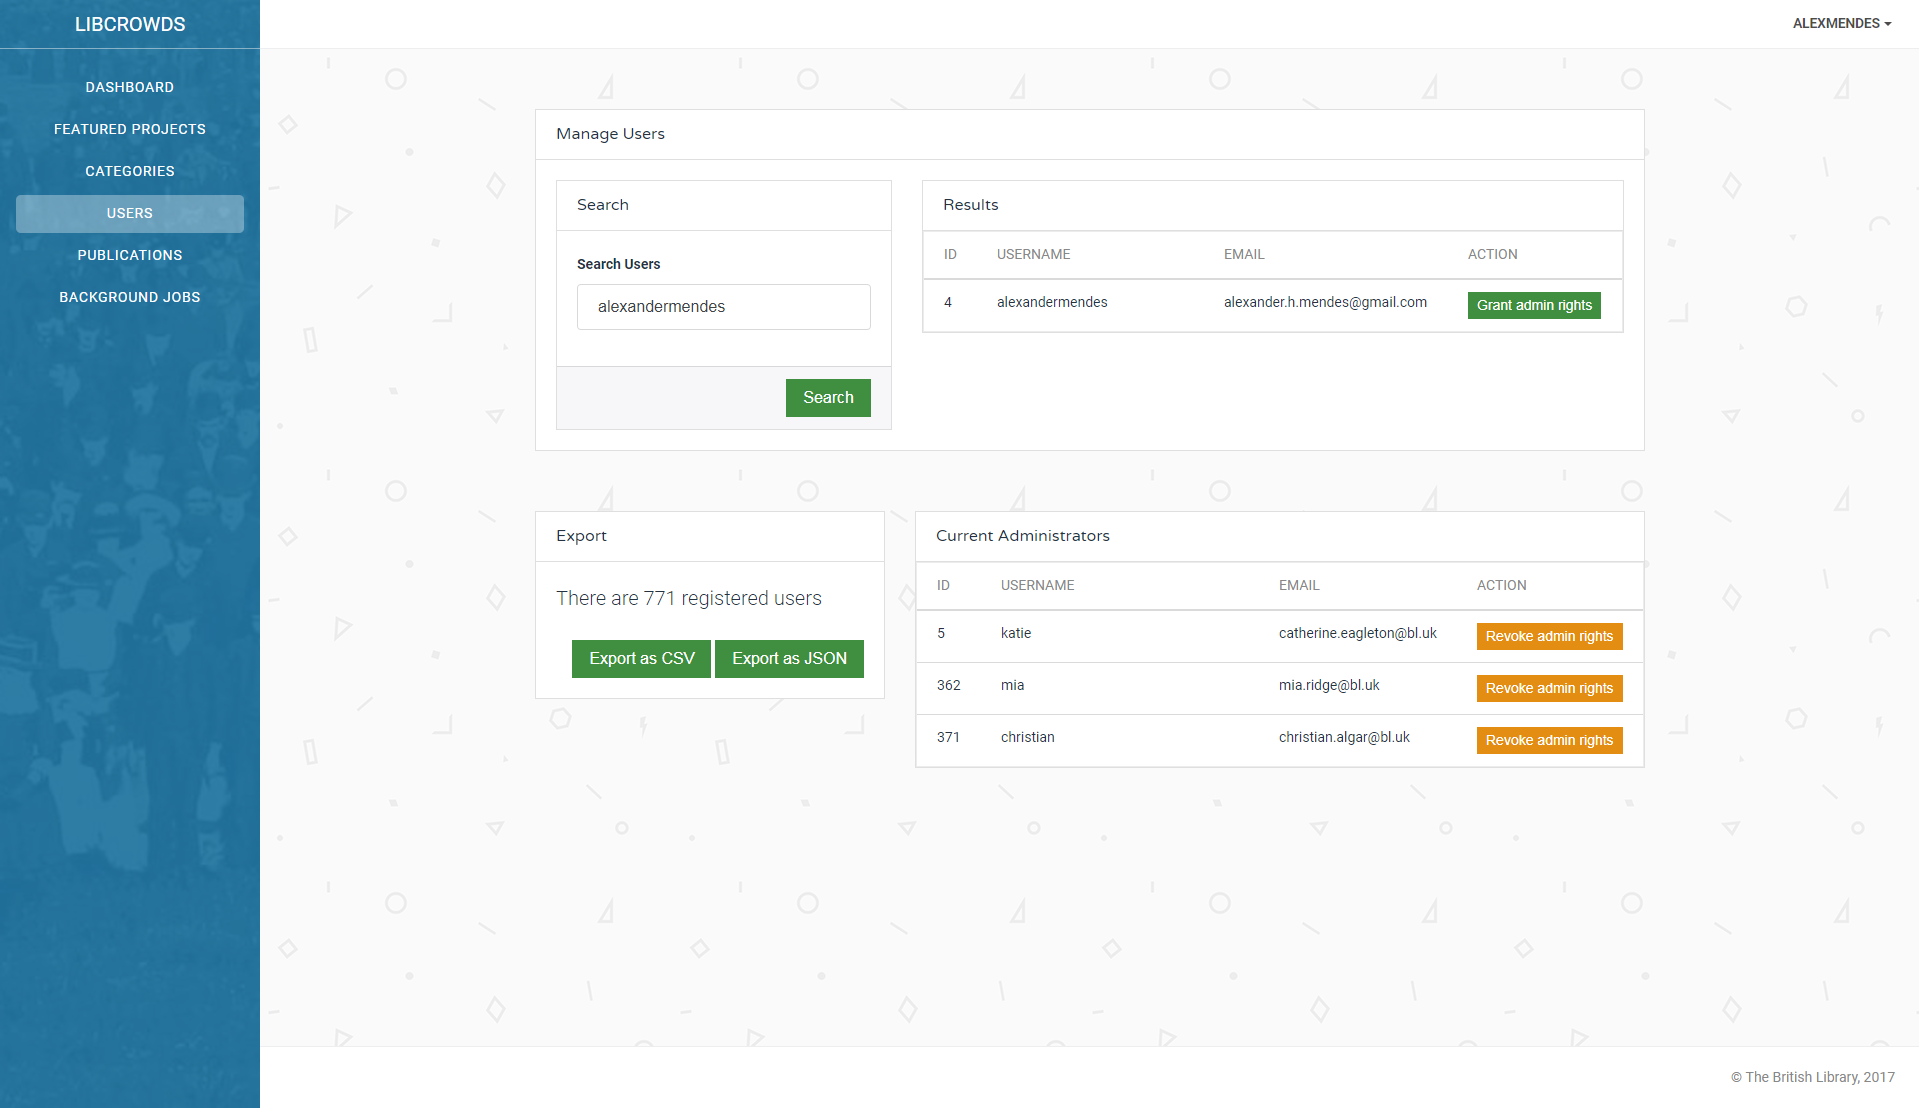 LIBCROWDS
ALEXMENDES
DASHBOARD
FEATURED PROJECTS
CATEGORIES
USERS
PUBLICATIONS
BACKGROUND JOBS
Manage Users
Search
Search Users
alexandermendes
Search
Results
ID USERNAME EMAIL ACTION
4 alexandermendes alexander.h.mendes@gmail.com Grant admin rights
Export
There are 771 registered users
Export as CSV Export as JSON
Current Administrators
ID USERNAME EMAIL ACTION
5 katie catherine.eagleton@bl.uk Revoke admin rights
362 mia mia.ridge@bl.uk Revoke admin rights
371 christian christian.algar@bl.uk Revoke admin rights
© The British Library, 2017